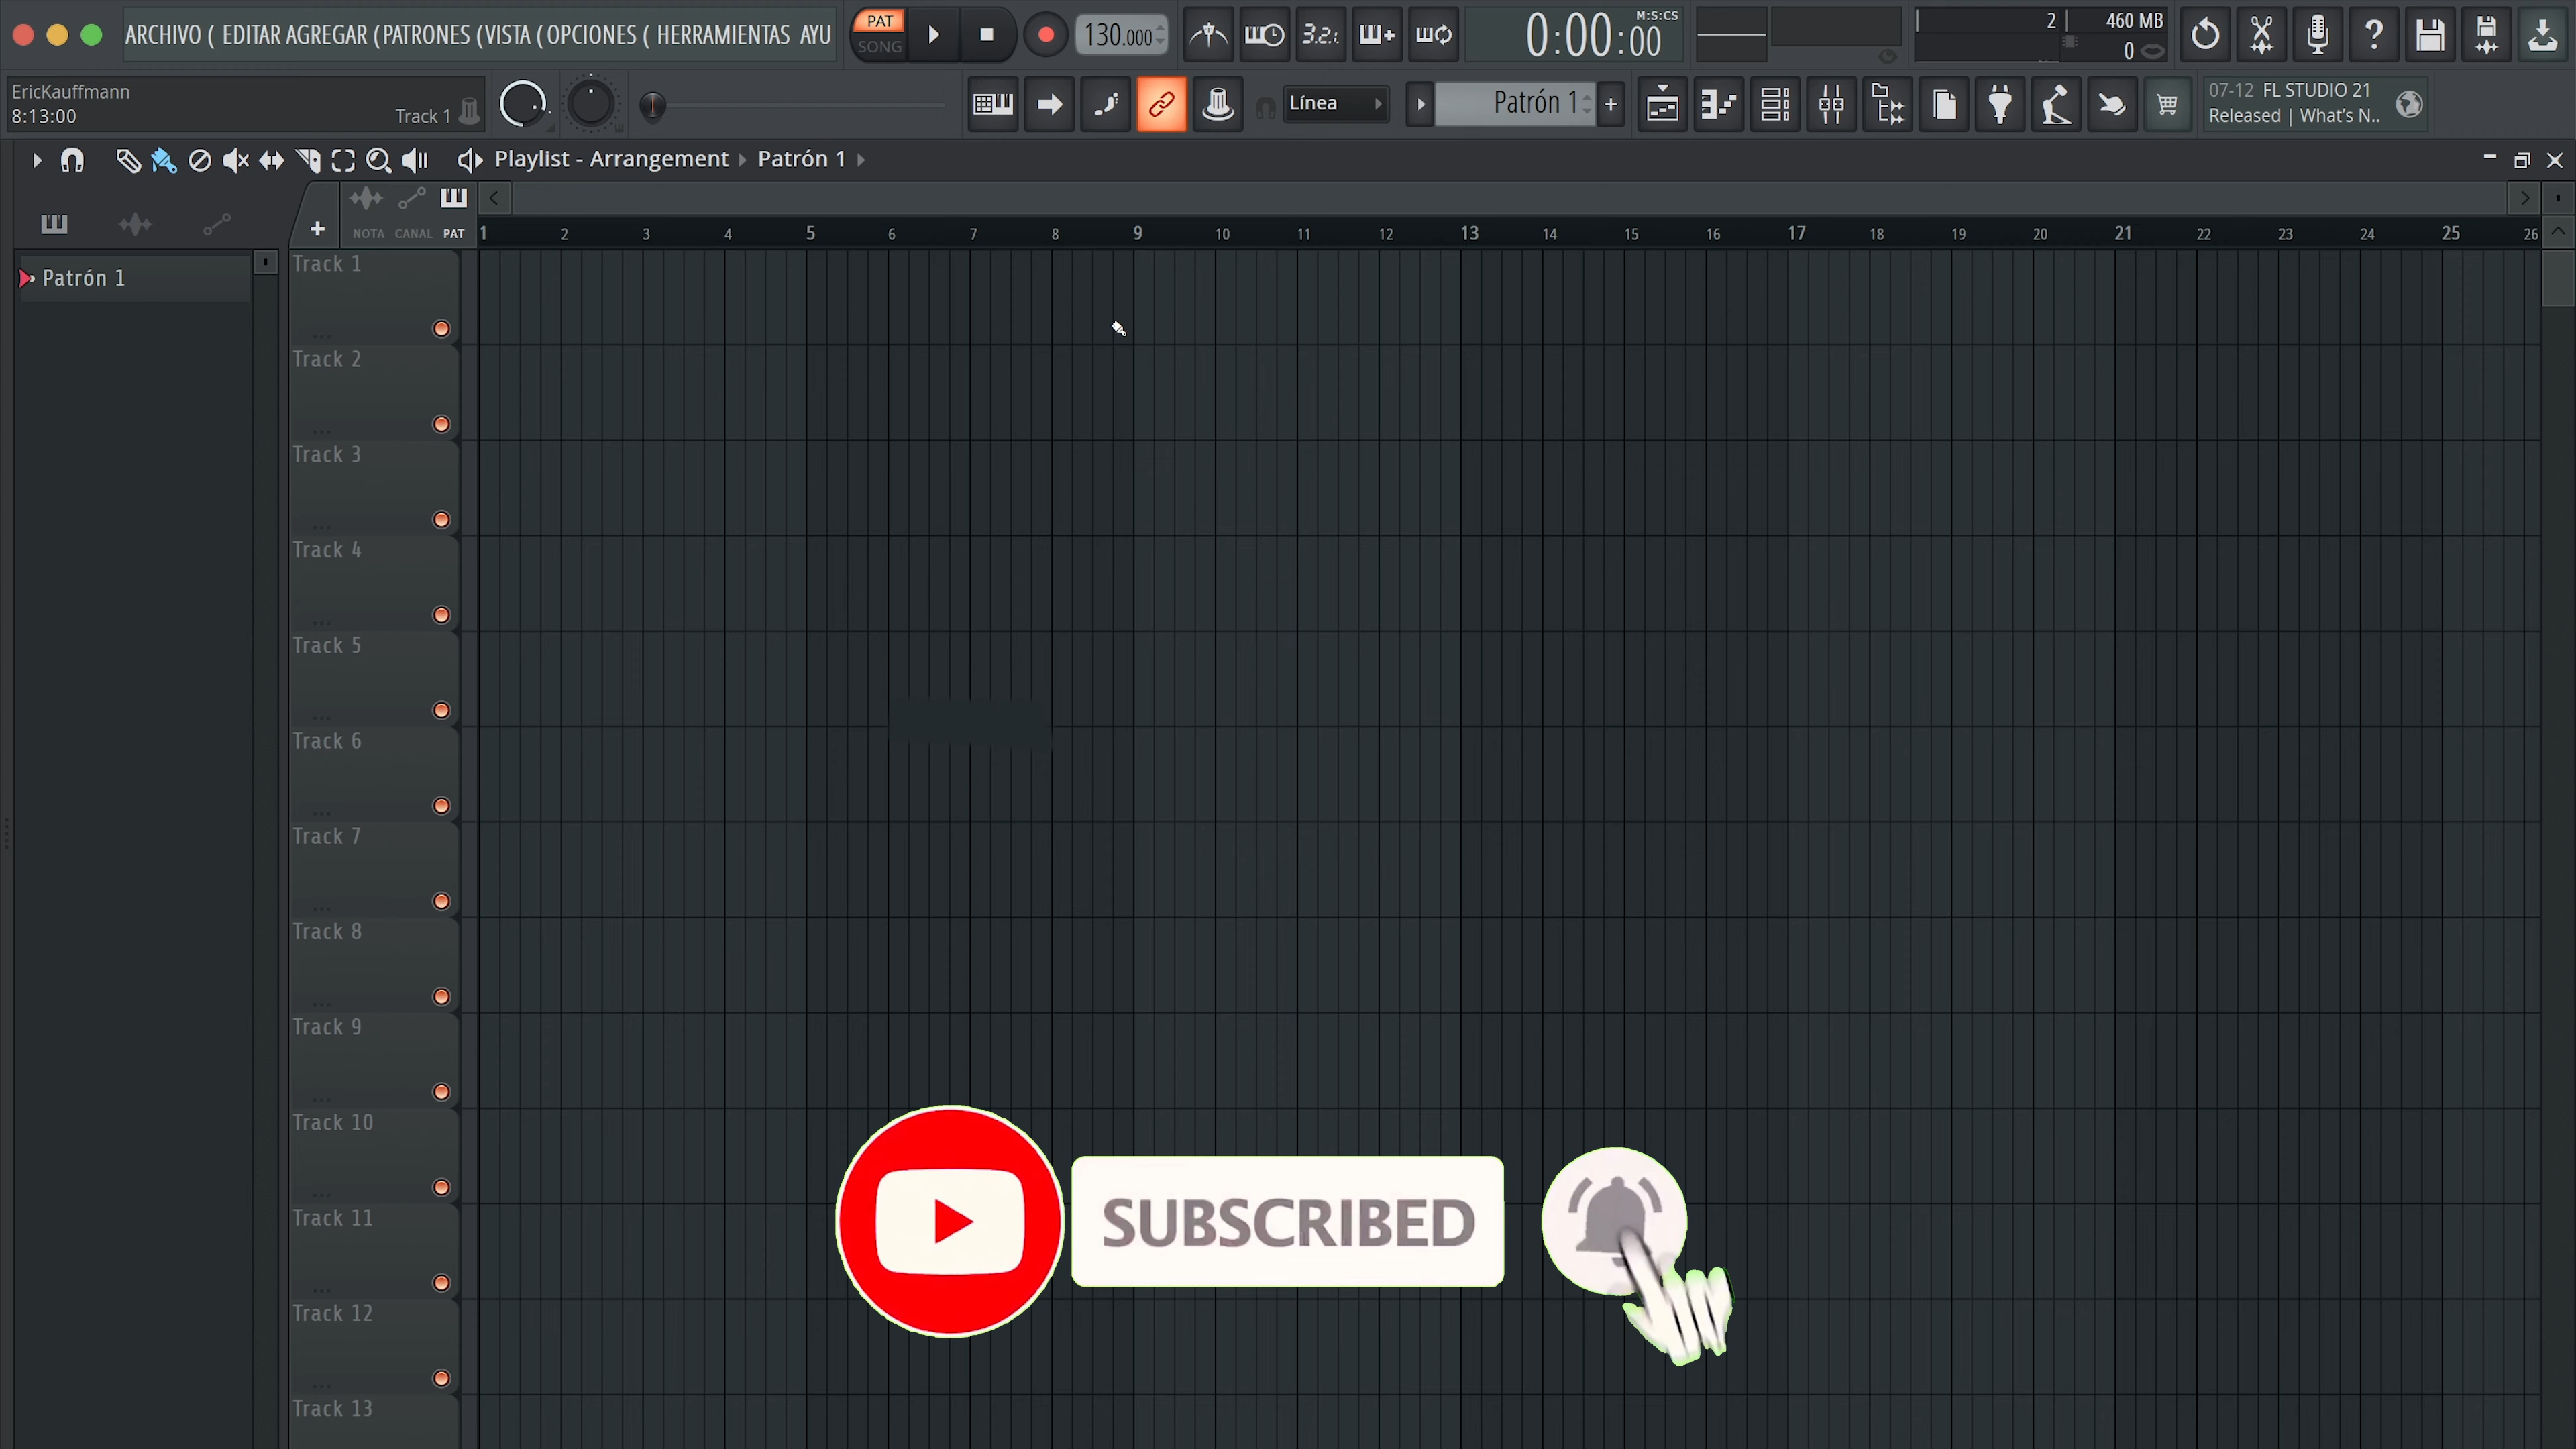 ARCHIVO ( EDITAR AGREGAR (PATRONES (VISTA ( OPCIONES ( HERRAMIENTAS AYU
PAT
SONG
130.000
3.2.1
0:00:00
M:S:CS
2
460 MB
0
?
EricKauffmann
8:13:00
Track 1
Línea
Patrón 1
+
07-12 FL STUDIO 21
Released | What's N..
Playlist - Arrangement
Patrón 1
+
NOTA CANAL PAT
1 2 3 4 5 6 7 8 9 10 11 12 13 14 15 16 17 18 19 20 21 22 23 24 25 26
Patrón 1
Track 1
Track 2
Track 3
Track 4
Track 5
Track 6
Track 7
Track 8
Track 9
Track 10
Track 11
Track 12
Track 13
SUBSCRIBED